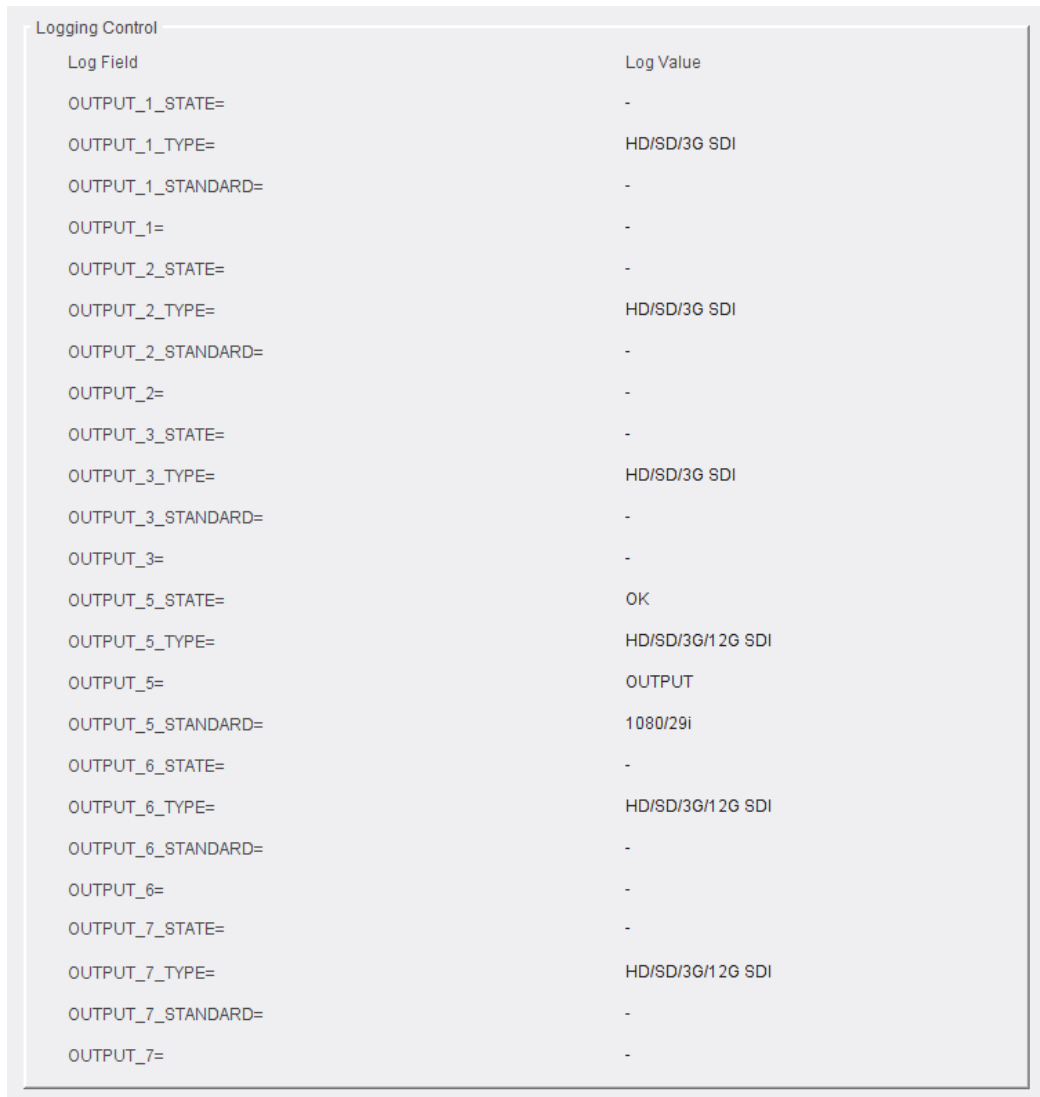 Logging Control
Log Field Log Value
OUTPUT_1_STATE= -
OUTPUT_1_TYPE= HD/SD/3G SDI
OUTPUT_1_STANDARD= -
OUTPUT_1= -
OUTPUT_2_STATE= -
OUTPUT_2_TYPE= HD/SD/3G SDI
OUTPUT_2_STANDARD= -
OUTPUT_2= -
OUTPUT_3_STATE= -
OUTPUT_3_TYPE= HD/SD/3G SDI
OUTPUT_3_STANDARD= -
OUTPUT_3= -
OUTPUT_5_STATE= OK
OUTPUT_5_TYPE= HD/SD/3G/12G SDI
OUTPUT_5= OUTPUT
OUTPUT_5_STANDARD= 1080/29i
OUTPUT_6_STATE= -
OUTPUT_6_TYPE= HD/SD/3G/12G SDI
OUTPUT_6_STANDARD= -
OUTPUT_6= -
OUTPUT_7_STATE= -
OUTPUT_7_TYPE= HD/SD/3G/12G SDI
OUTPUT_7_STANDARD= -
OUTPUT_7= -